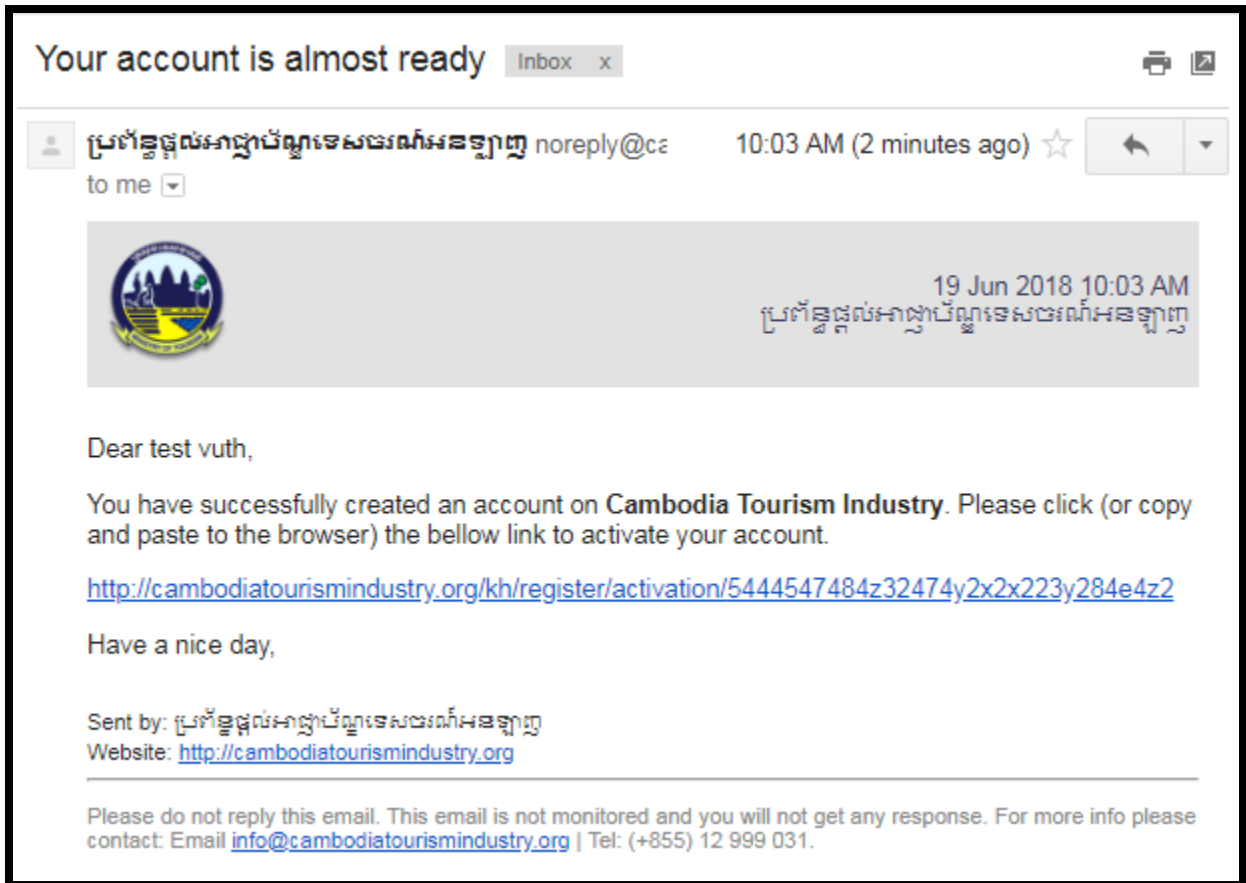 Your account is almost ready Inbox x
ប្រព័ន្ធផ្តល់អាជ្ញាប័ណ្ណទេសចរណ៍អនឡាញ noreply@ca 10:03 AM (2 minutes ago)
to me
19 Jun 2018 10:03 AM
ប្រព័ន្ធផ្តល់អាជ្ញាប័ណ្ណទេសចរណ៍អនឡាញ
MINISTRY OF TOURISM
Dear test vuth,
You have successfully created an account on Cambodia Tourism Industry. Please click (or copy
and paste to the browser) the bellow link to activate your account.
http://cambodiatourismindustry.org/kh/register/activation/5444547484z32474y2x2x223y284e4z2
Have a nice day,
Sent by: ប្រព័ន្ធផ្តល់អាជ្ញាប័ណ្ណទេសចរណ៍អនឡាញ
Website: http://cambodiatourismindustry.org
Please do not reply this email. This email is not monitored and you will not get any response. For more info please
contact: Email info@cambodiatourismindustry.org | Tel: (+855) 12 999 031.